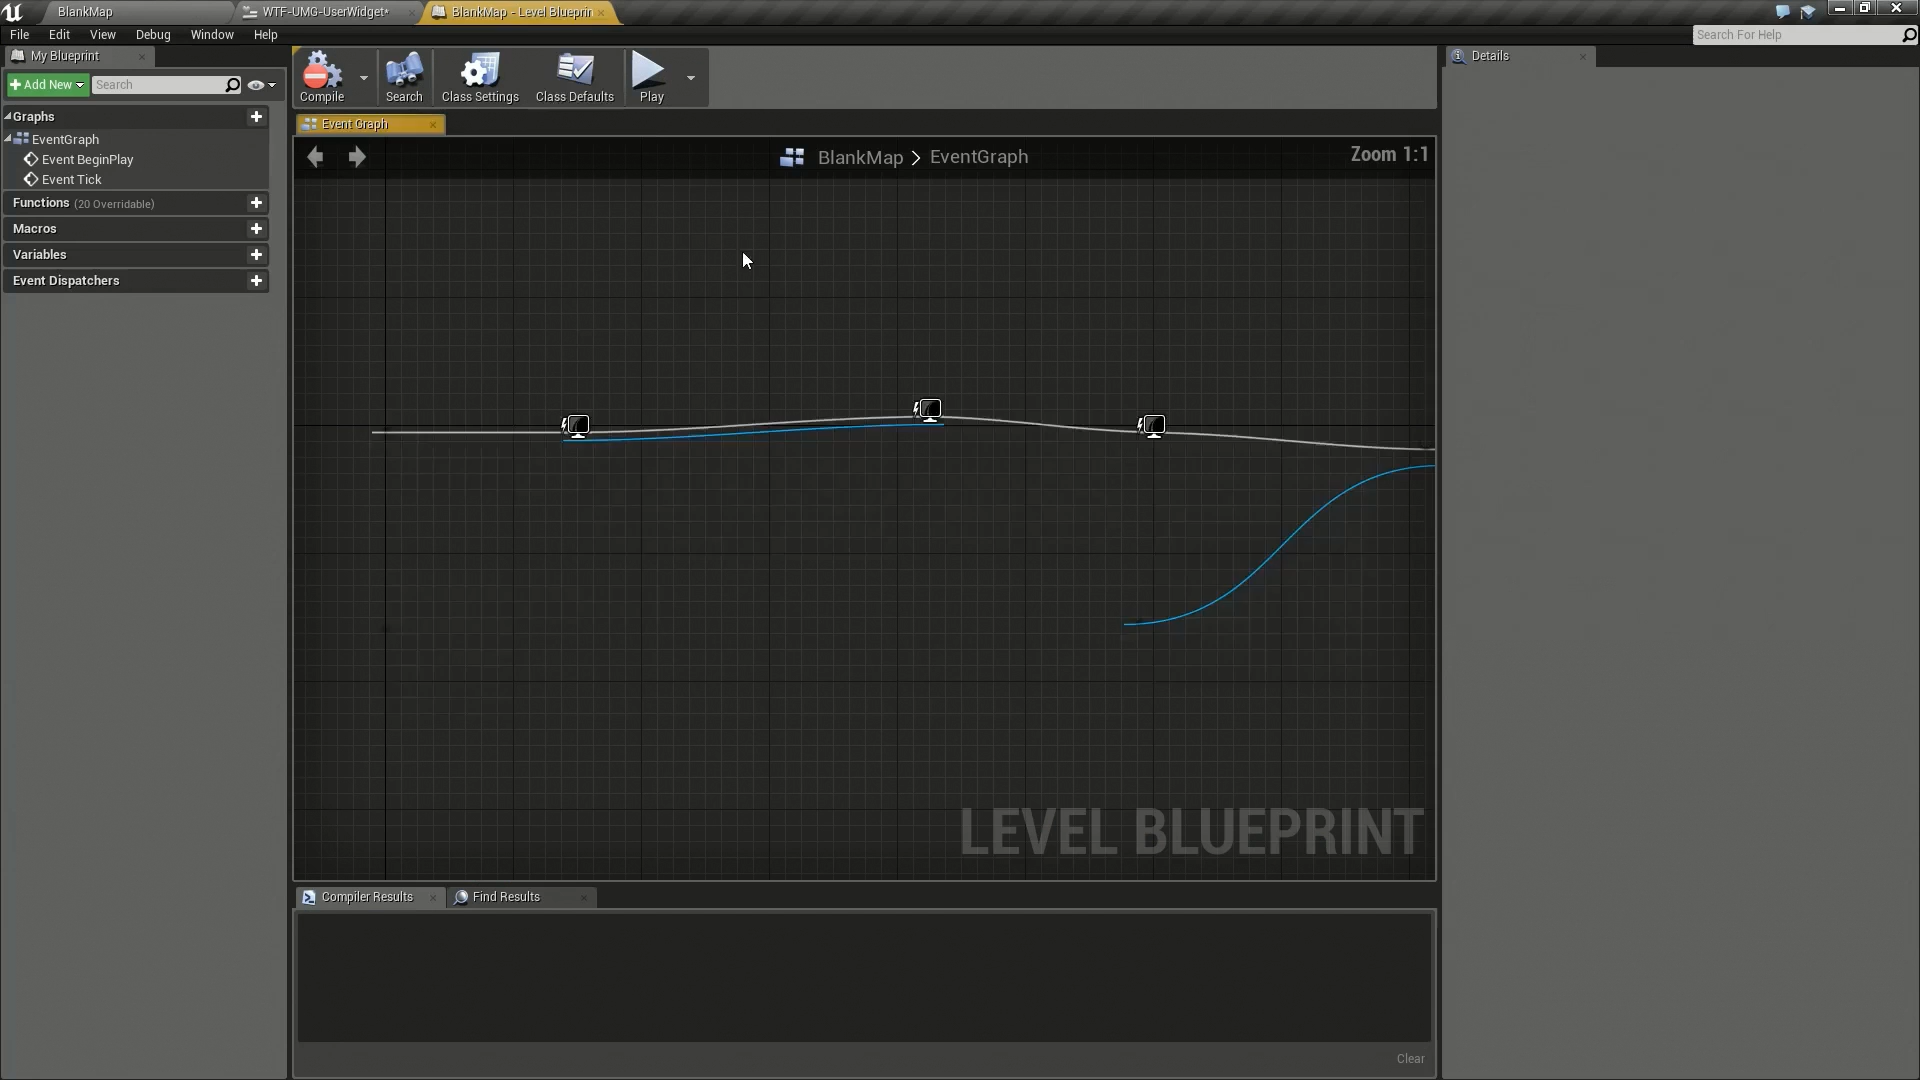 BlankMap
WTF-UMG-UserWidget*
BlankMap - Level Blueprin
File Edit View Debug Window Help
Search For Help
My Blueprint
Add New
Search
Graphs
EventGraph
Event BeginPlay
Event Tick
Functions (20 Overridable)
Macros
Variables
Event Dispatchers
Compile
Search
Class Settings
Class Defaults
Play
Event Graph
BlankMap > EventGraph
Zoom 1:1
LEVEL BLUEPRINT
Compiler Results
Find Results
Clear
Details